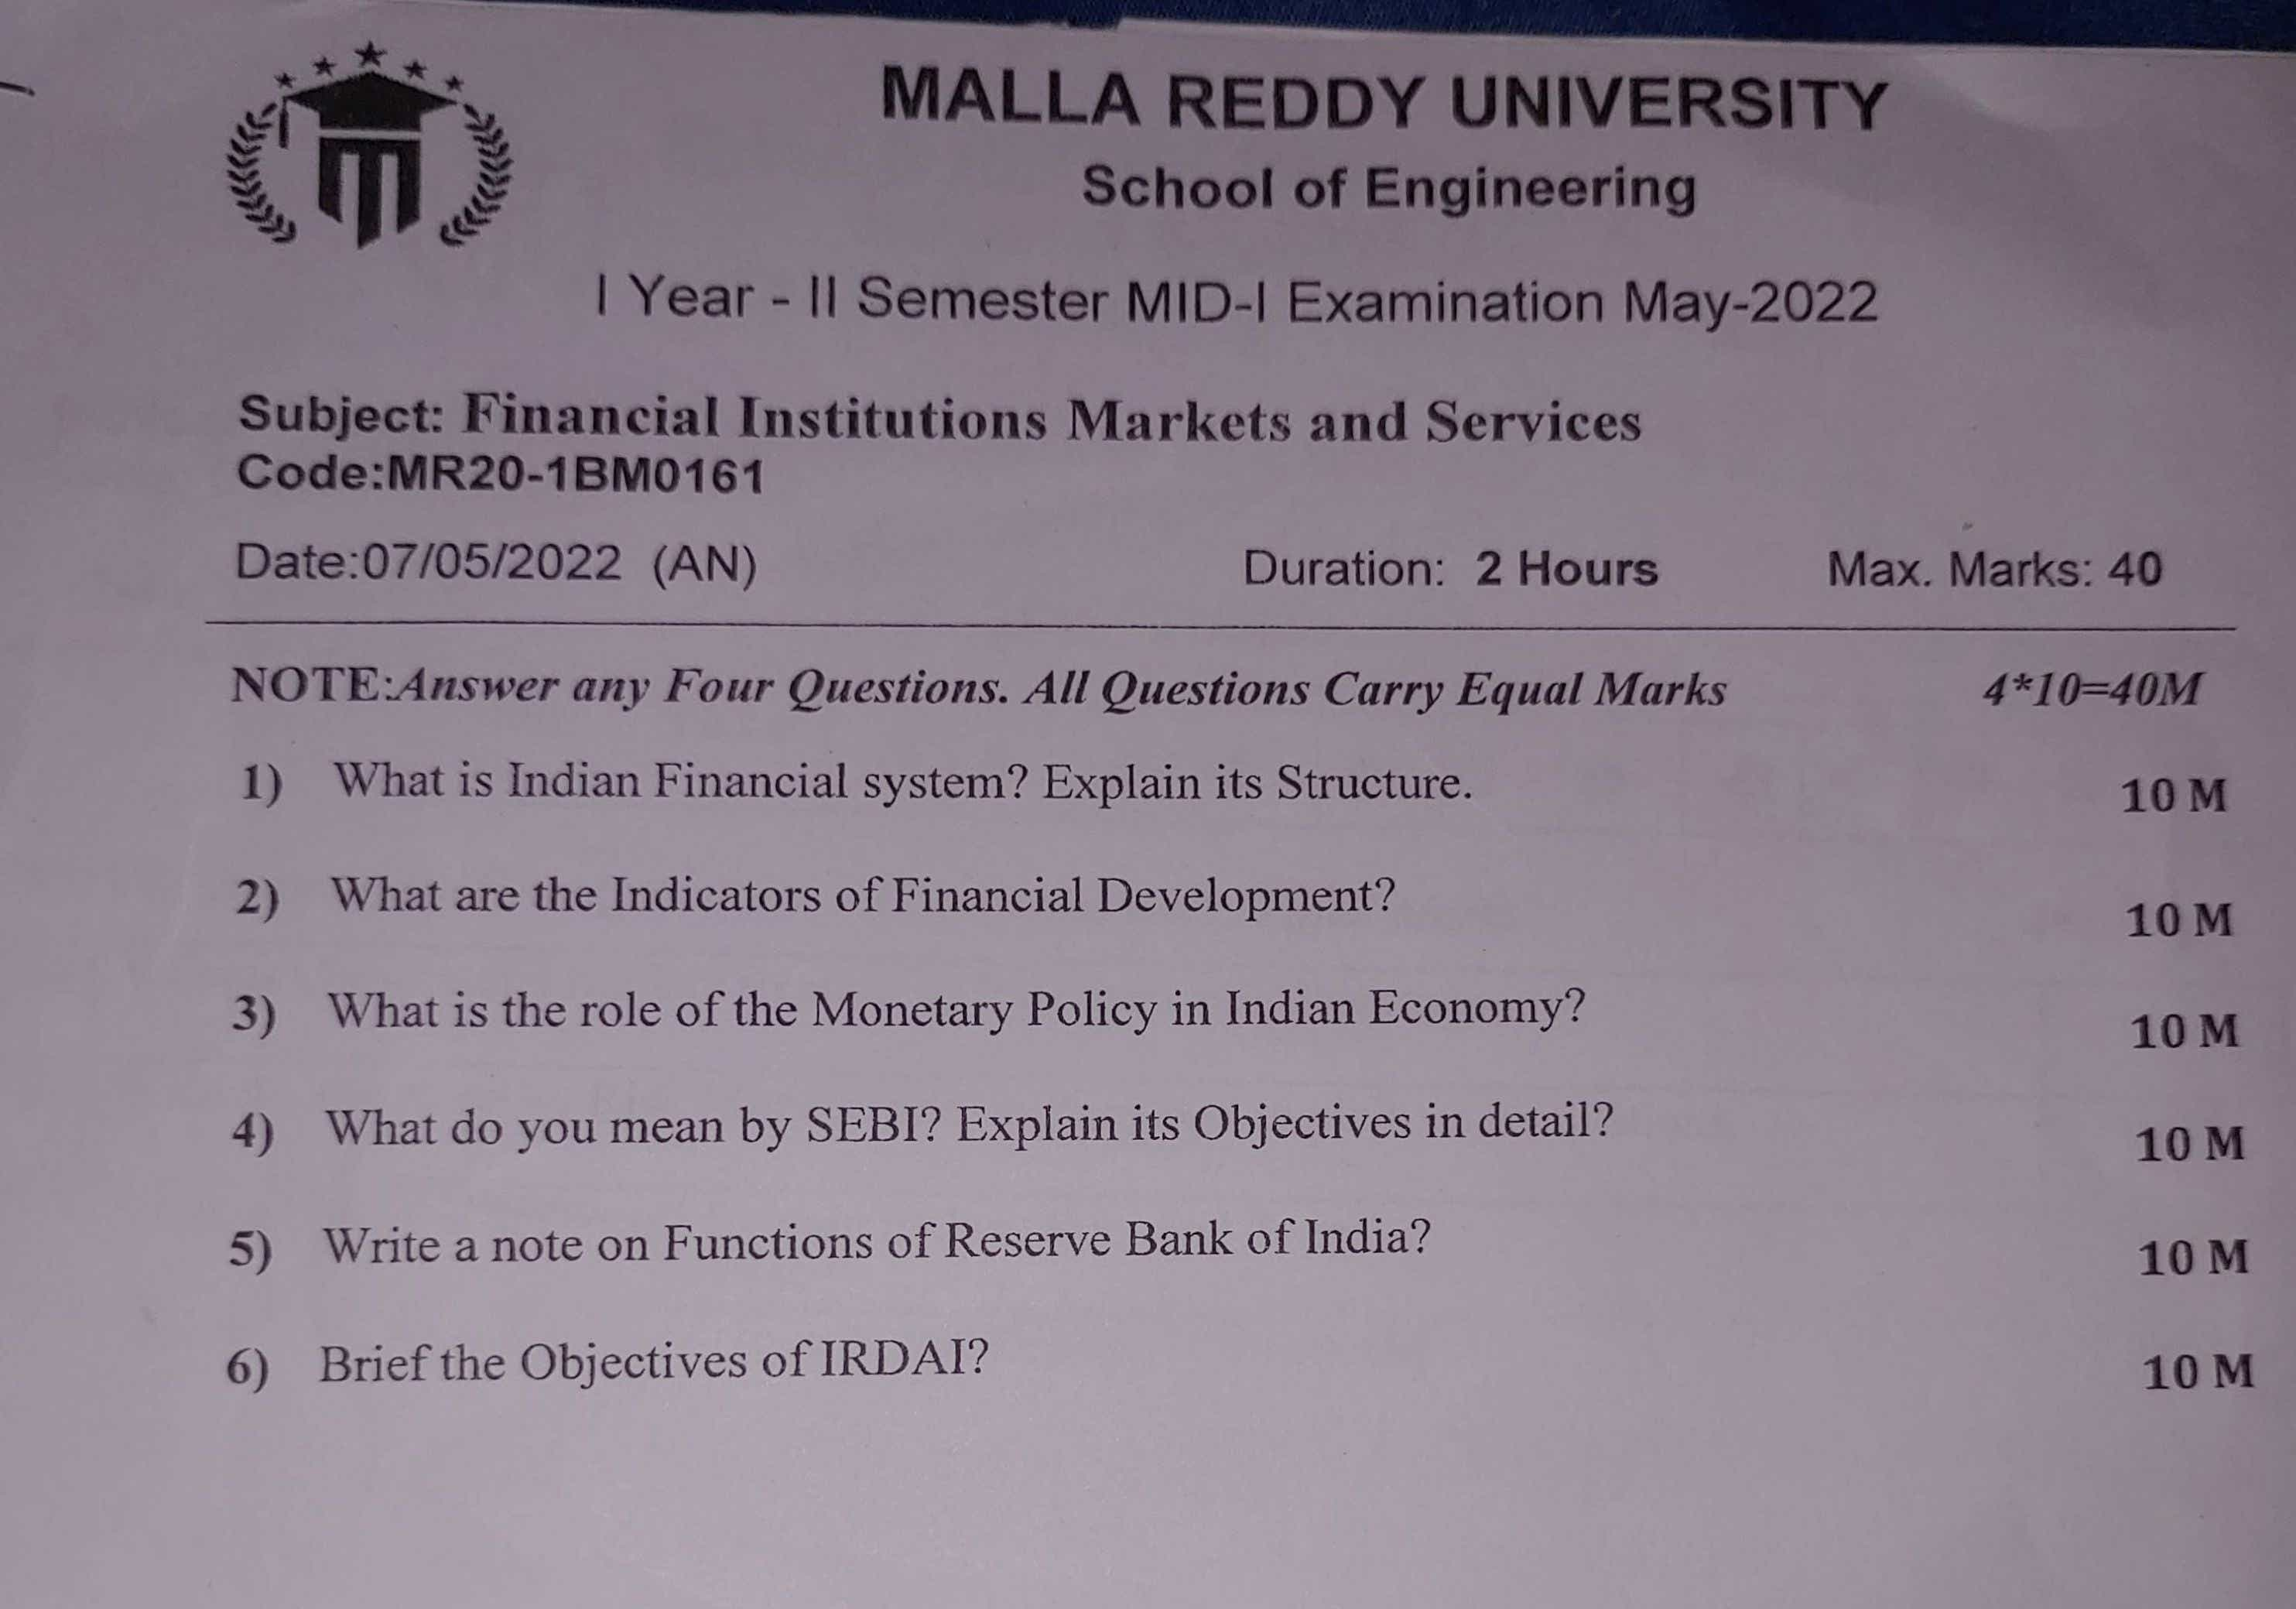 MALLA REDDY UNIVERSITY
School of Engineering
I Year - II Semester MID-I Examination May-2022
Subject: Financial Institutions Markets and Services
Code:MR20-1BM0161
Date:07/05/2022 (AN) Duration: 2 Hours Max. Marks: 40
NOTE:Answer any Four Questions. All Questions Carry Equal Marks 4*10=40M
1) What is Indian Financial system? Explain its Structure. 10 M
2) What are the Indicators of Financial Development? 10 M
3) What is the role of the Monetary Policy in Indian Economy? 10 M
4) What do you mean by SEBI? Explain its Objectives in detail? 10 M
5) Write a note on Functions of Reserve Bank of India? 10 M
6) Brief the Objectives of IRDAI? 10 M